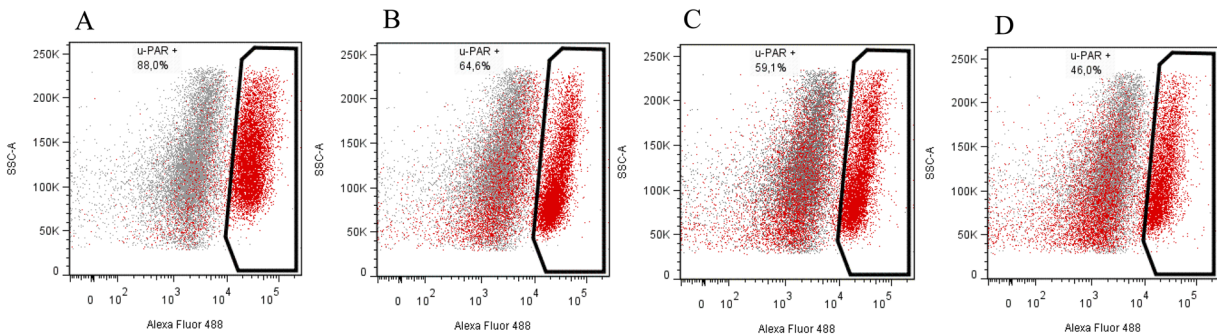 A
B
C
D
u-PAR +
88,0%
u-PAR +
64,6%
u-PAR +
59,1%
u-PAR +
46,0%
250K
200K
150K
100K
50K
0
SSC-A
0 10^2 10^3 10^4 10^5
Alexa Fluor 488
250K
200K
150K
100K
50K
0
SSC-A
0 10^2 10^3 10^4 10^5
Alexa Fluor 488
250K
200K
150K
100K
50K
0
SSC-A
0 10^2 10^3 10^4 10^5
Alexa Fluor 488
250K
200K
150K
100K
50K
0
SSC-A
0 10^2 10^3 10^4 10^5
Alexa Fluor 488